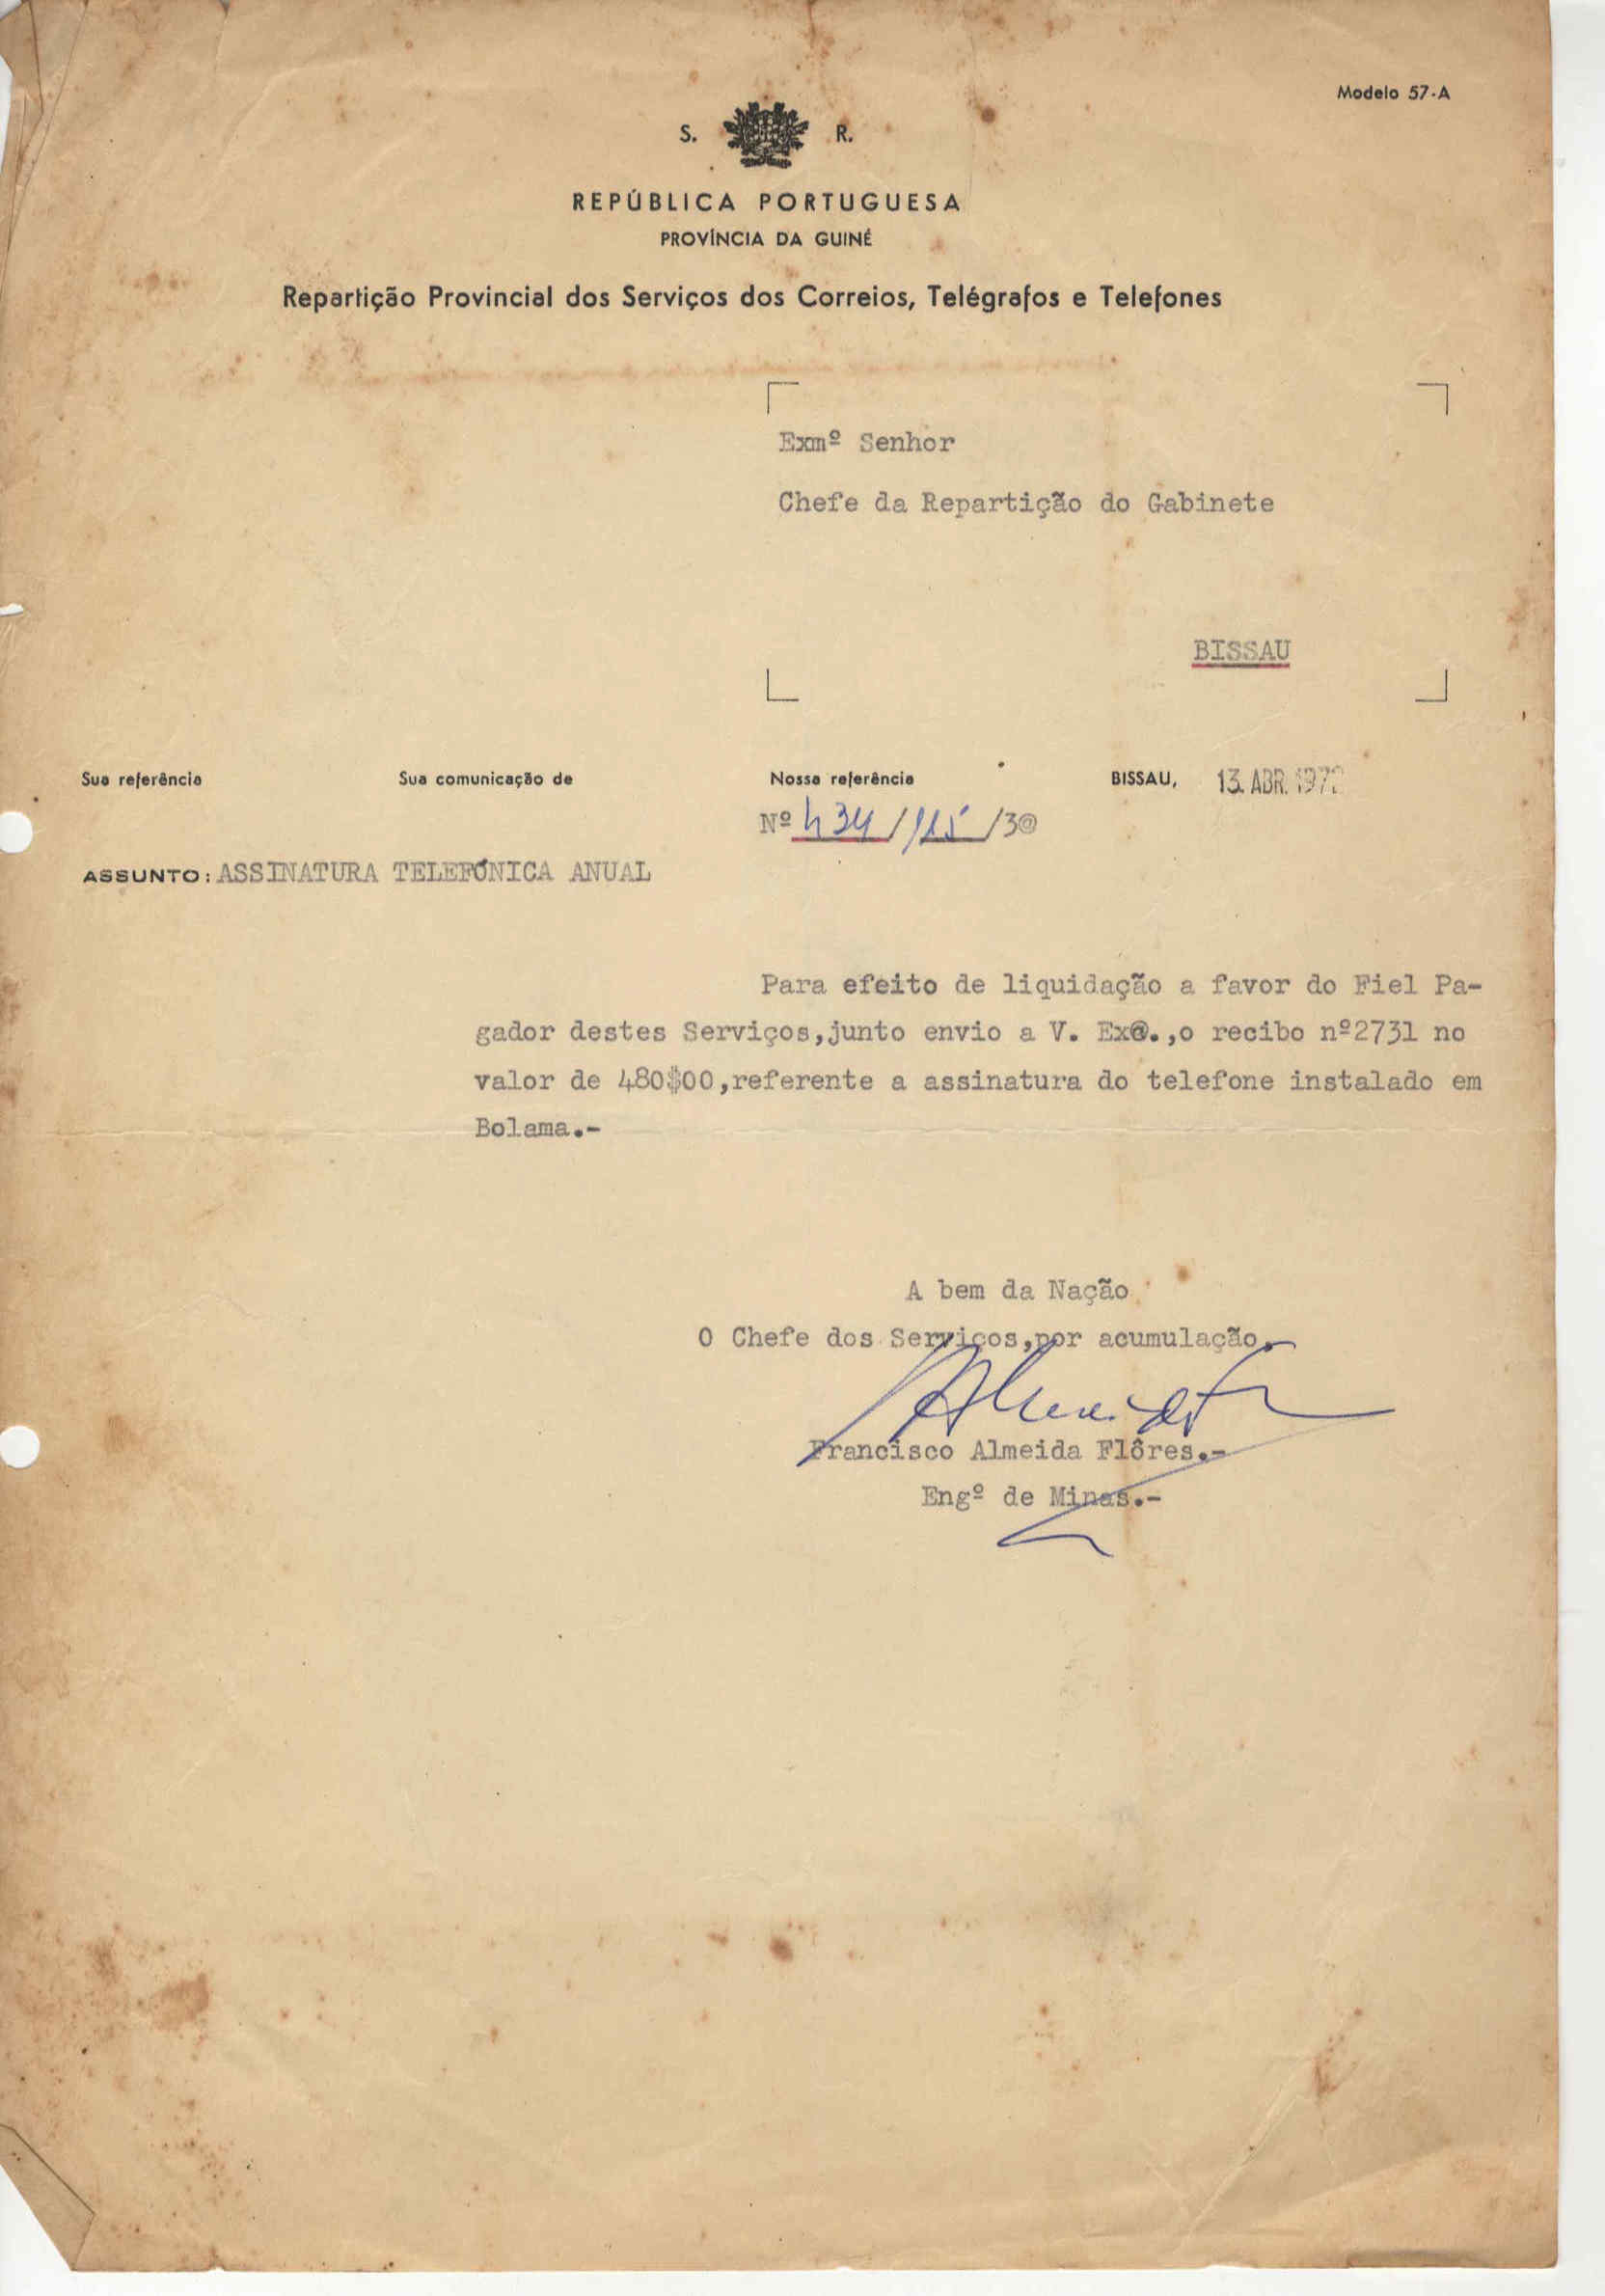 Modelo 57-A
S. R.
REPÚBLICA PORTUGUESA
PROVÍNCIA DA GUINÉ
Repartição Provincial dos Serviços dos Correios, Telégrafos e Telefones
Exmº Senhor
Chefe da Repartição do Gabinete
BISSAU
Sua referência Sua comunicação de Nossa referência BISSAU, 13. ABR.
Nº 434/115/3@
ASSUNTO: ASSINATURA TELEFÓNICA ANUAL
Para efeito de liquidação a favor do Fiel Pa-
gador destes Serviços,junto envio a V. Ex@.,o recibo nº2731 no
valor de 480$00,referente a assinatura do telefone instalado em
Bolama.-
A bem da Nação
O Chefe dos Serviços,por acumulação,
Francisco Almeida Flôres.-
Engº de Minas.-